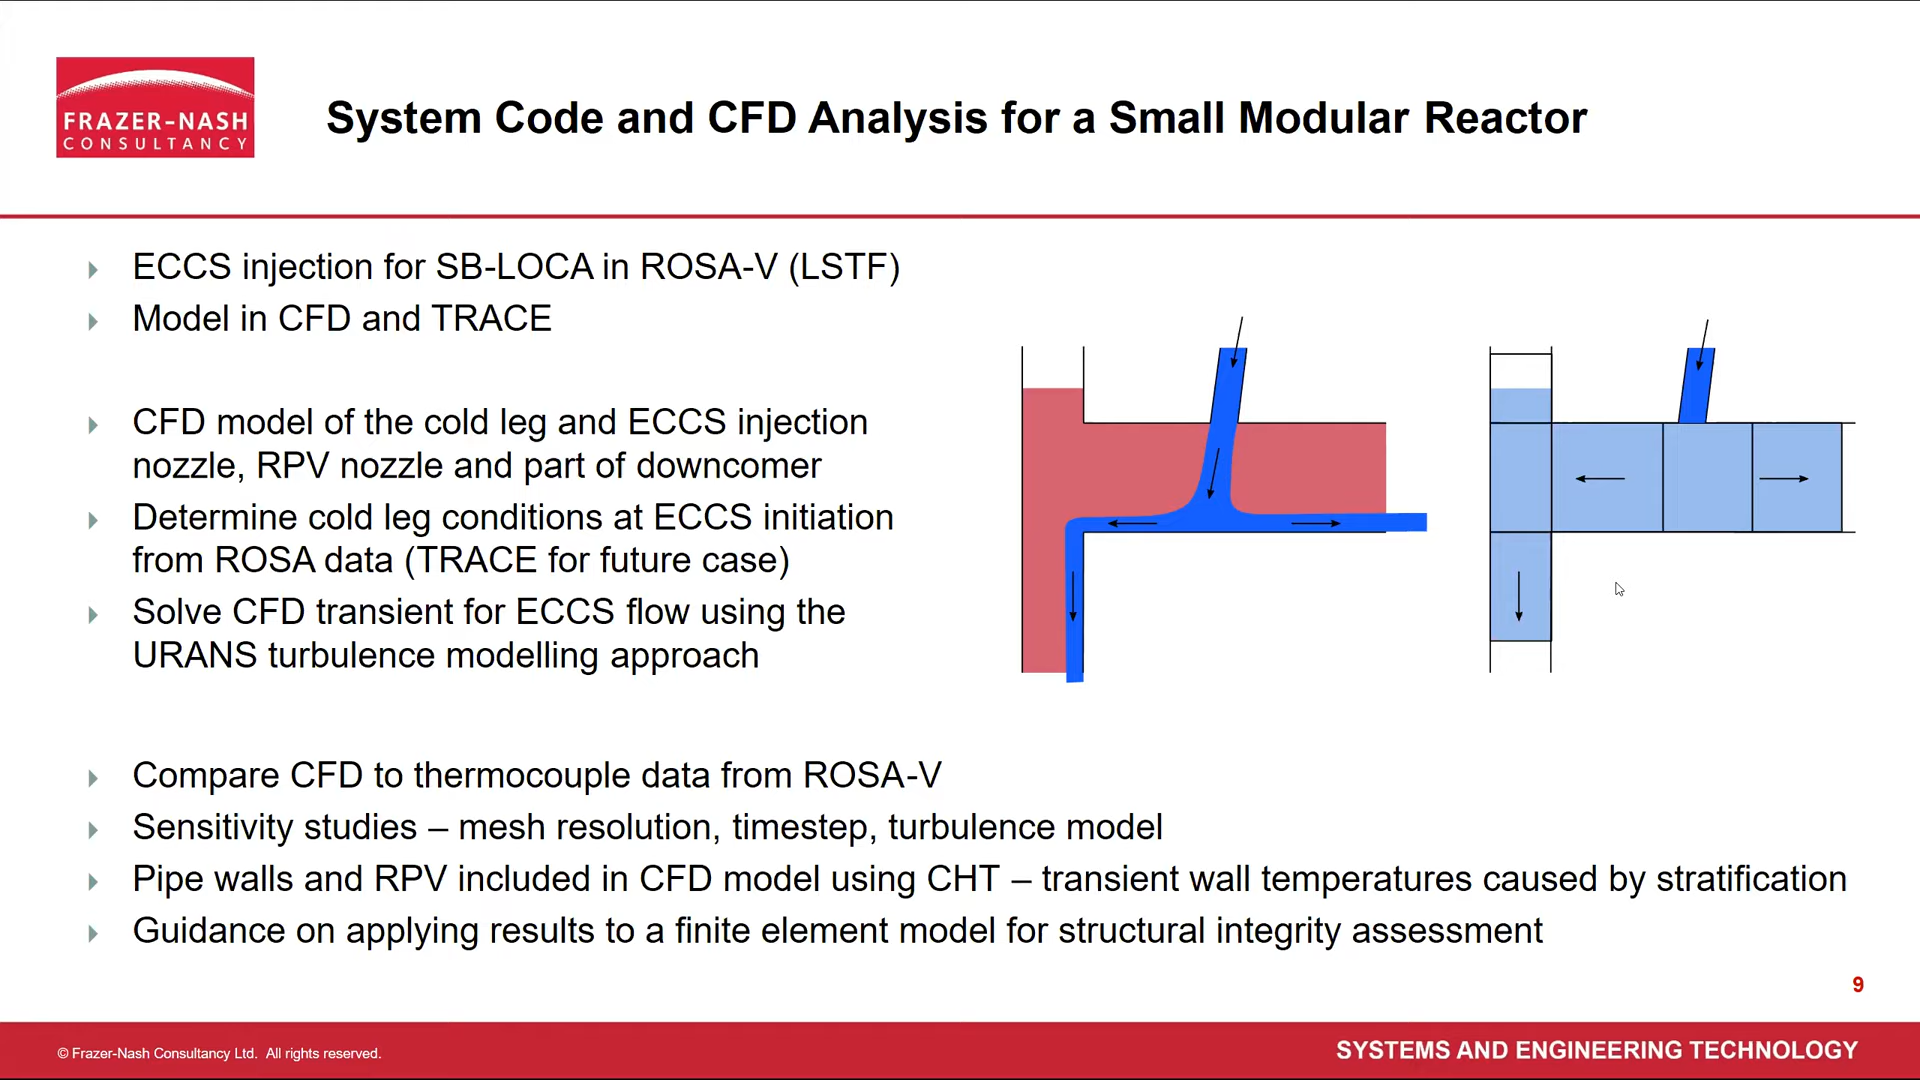 FRAZER-NASH
CONSULTANCY
System Code and CFD Analysis for a Small Modular Reactor
ECCS injection for SB-LOCA in ROSA-V (LSTF)
Model in CFD and TRACE
CFD model of the cold leg and ECCS injection
nozzle, RPV nozzle and part of downcomer
Determine cold leg conditions at ECCS initiation
from ROSA data (TRACE for future case)
Solve CFD transient for ECCS flow using the
URANS turbulence modelling approach
Compare CFD to thermocouple data from ROSA-V
Sensitivity studies – mesh resolution, timestep, turbulence model
Pipe walls and RPV included in CFD model using CHT – transient wall temperatures caused by stratification
Guidance on applying results to a finite element model for structural integrity assessment
9
© Frazer-Nash Consultancy Ltd. All rights reserved.
SYSTEMS AND ENGINEERING TECHNOLOGY